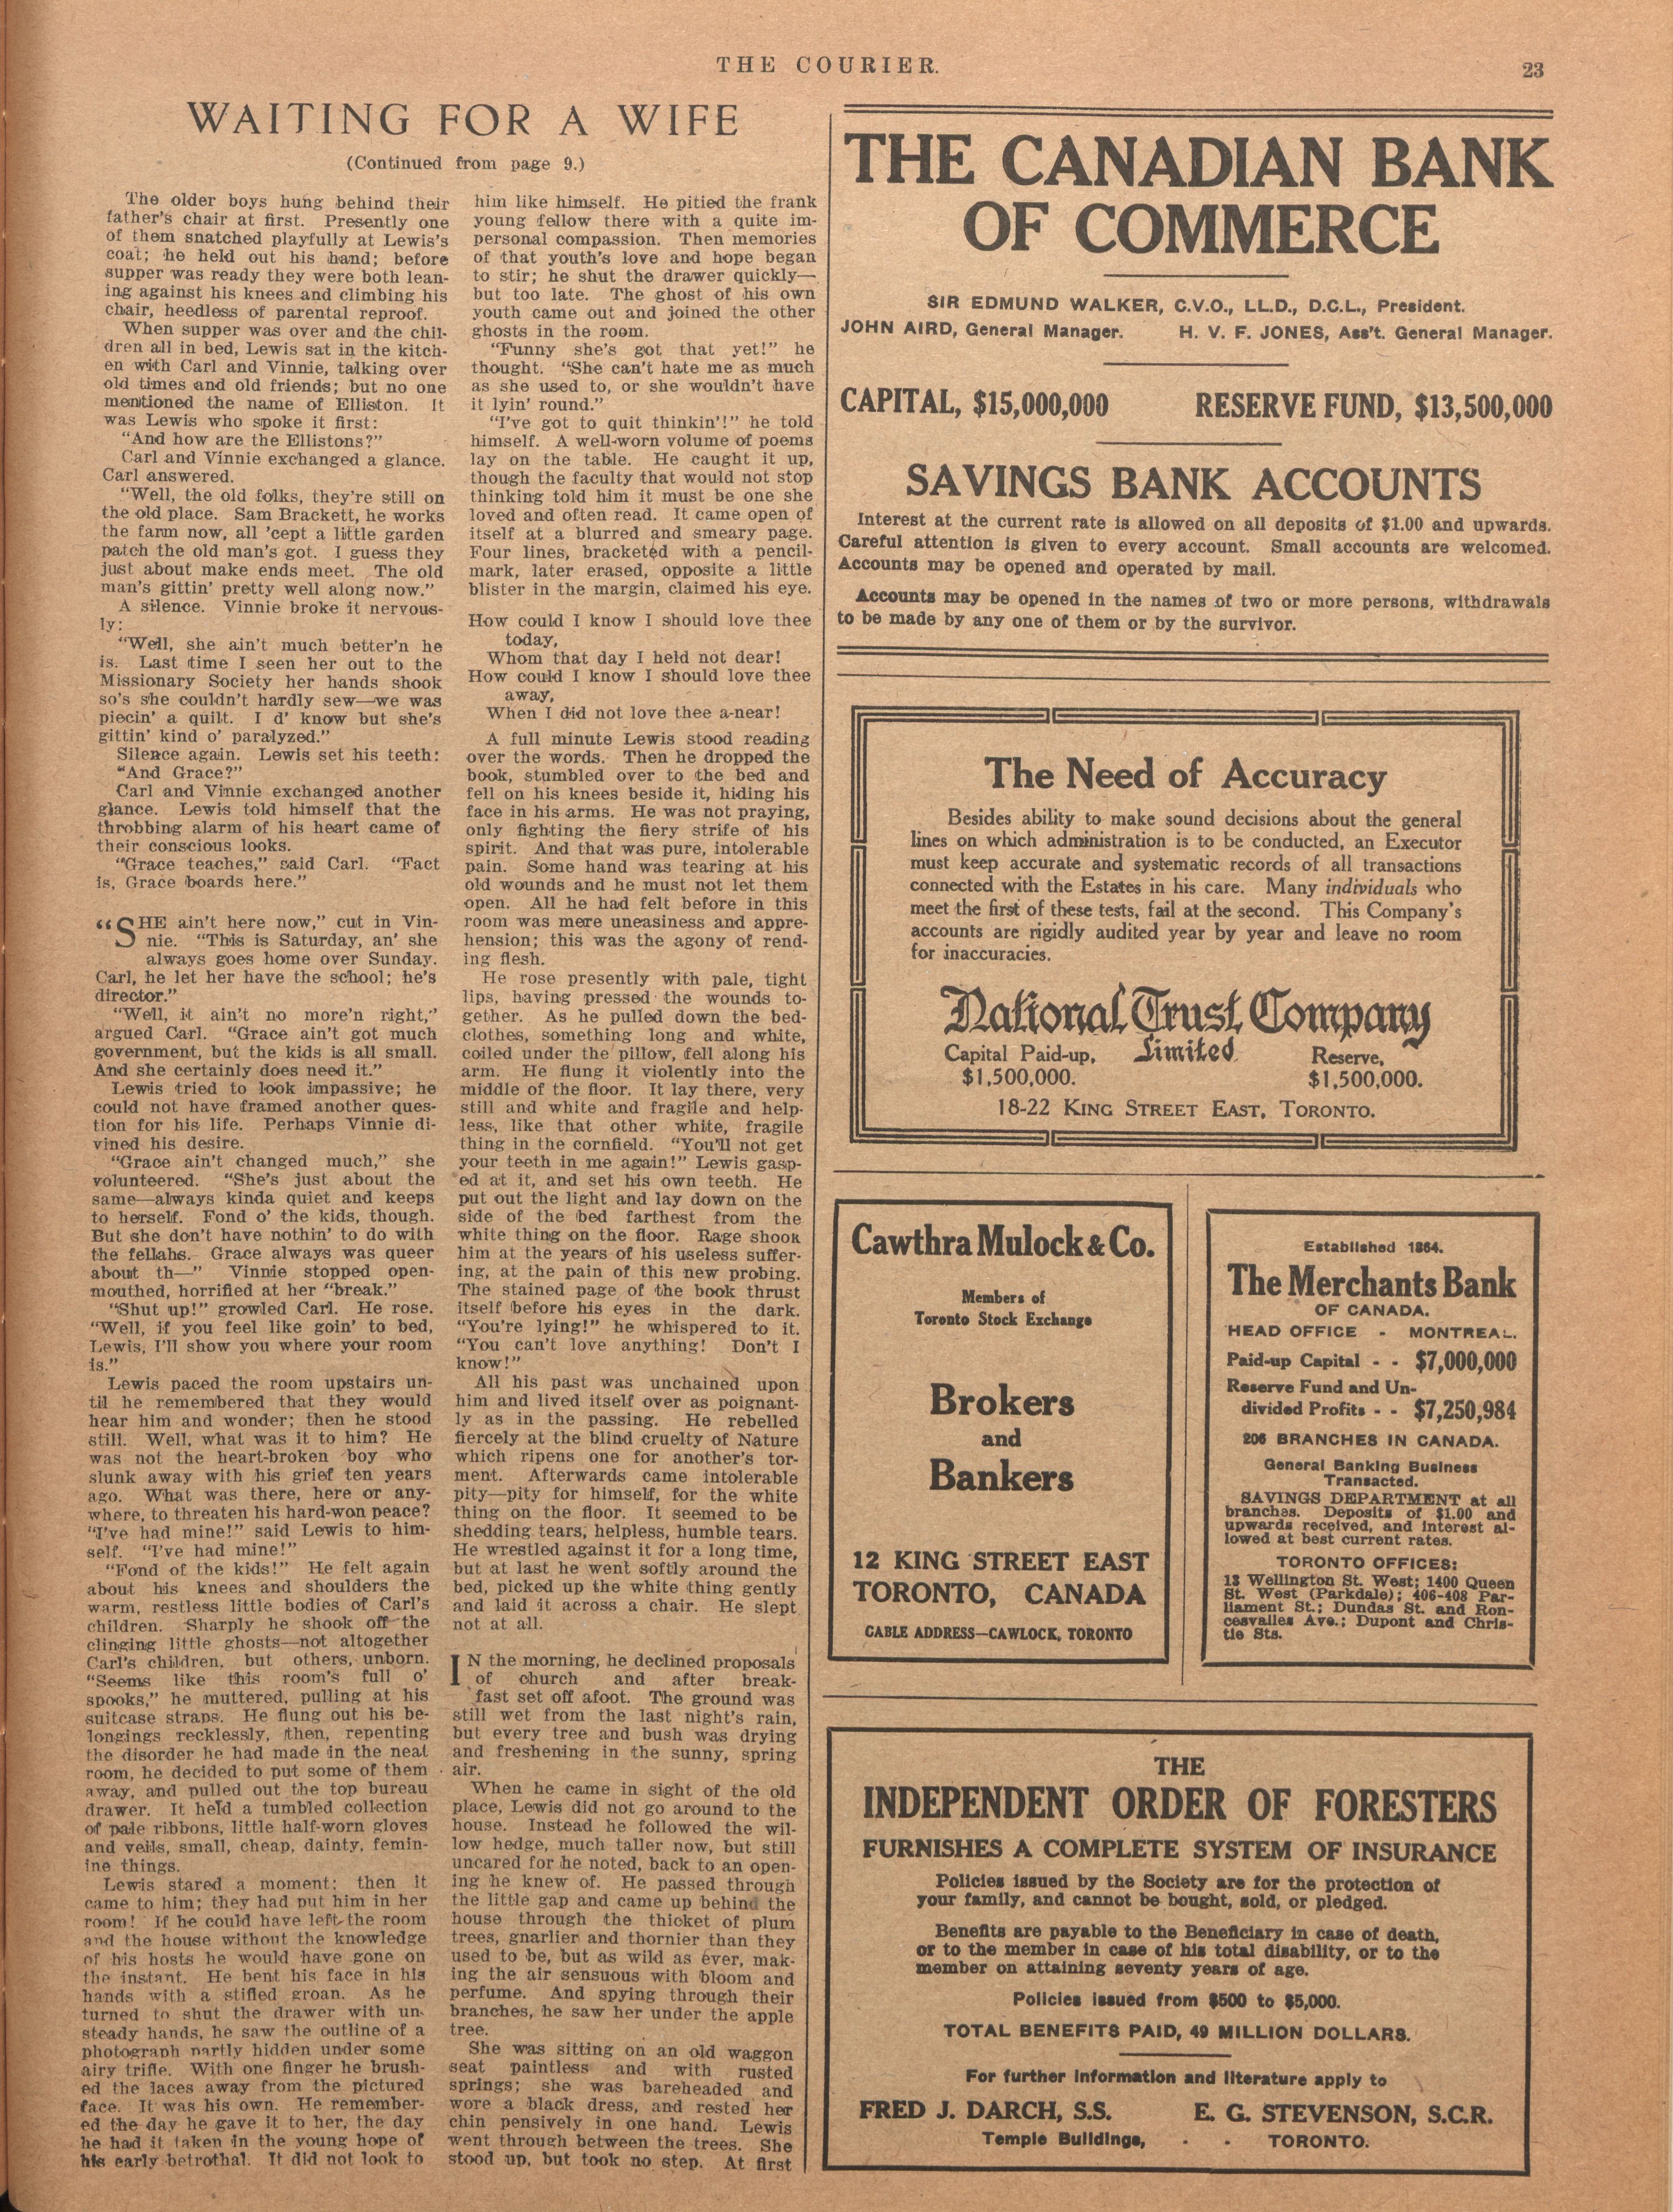 THE COURIER.
23
WAITING FOR A WIFE
(Continued from page 9.)
The older boys hung behind their
father's chair at first. Presently one
of them snatched playfully at Lewis's
coat; he held out his hand; before
supper was ready they were both lean-
ing against his knees and climbing his
chair, heedless of parental reproof.
When supper was over and the chil-
dren all in bed, Lewis sat in the kitch-
en with Carl and Vinnie, talking over
old times and old friends; but no one
mentioned the name of Elliston. It
was Lewis who spoke it first:
"And how are the Ellistons?"
Carl and Vinnie exchanged a glance.
Carl answered.
"Well, the old folks, they're still on
the old place. Sam Brackett, he works
the farm now, all 'cept a little garden
patch the old man's got. I guess they
just about make ends meet. The old
man's gittin' pretty well along now."
A silence. Vinnie broke it nervous-
ly:
"Well, she ain't much better'n he
is. Last time I seen her out to the
Missionary Society her hands shook
so's she couldn't hardly sew—we was
piecin' a quilt. I d' know but she's
gittin' kind o' paralyzed."
Silence again. Lewis set his teeth:
"And Grace?"
Carl and Vinnie exchanged another
glance. Lewis told himself that the
throbbing alarm of his heart came of
their conscious looks.
"Grace teaches," said Carl. "Fact
is, Grace boards here."
"SHE ain't here now," cut in Vin-
nie. "This is Saturday, an' she
always goes home over Sunday.
Carl, he let her have the school; he's
director."
"Well, it ain't no more'n right,"
argued Carl. "Grace ain't got much
government, but the kids is all small.
And she certainly does need it."
Lewis tried to look impassive; he
could not have framed another ques-
tion for his life. Perhaps Vinnie di-
vined his desire.
"Grace ain't changed much," she
volunteered. "She's just about the
same—always kinda quiet and keeps
to herself. Fond o' the kids, though.
But she don't have nothin' to do with
the fellahs. Grace always was queer
about th—" Vinnie stopped open-
mouthed, horrified at her "break."
"Shut up!" growled Carl. He rose.
"Well, if you feel like goin' to bed,
Lewis, I'll show you where your room
is."
Lewis paced the room upstairs un-
til he remembered that they would
hear him and wonder; then he stood
still. Well, what was it to him? He
was not the heart-broken boy who
slunk away with his grief ten years
ago. What was there, here or any-
where, to threaten his hard-won peace?
"I've had mine!" said Lewis to him-
self. "I've had mine!"
"Fond of the kids!" He felt again
about his knees and shoulders the
warm, restless little bodies of Carl's
children. Sharply he shook off the
clinging little ghosts—not altogether
Carl's children, but others, unborn.
"Seems like this room's full o'
spooks," he muttered, pulling at his
suitcase straps. He flung out his be-
longings recklessly, then, repenting
the disorder he had made in the neat
room, he decided to put some of them
away, and pulled out the top bureau
drawer. It held a tumbled collection
of pale ribbons, little half-worn gloves
and veils, small, cheap, dainty, femin-
ine things.
Lewis stared a moment; then it
came to him; they had put him in her
room! If he could have left the room
and the house without the knowledge
of his hosts he would have gone on
the instant. He bent his face in his
hands with a stifled groan. As he
turned to shut the drawer with un-
steady hands, he saw the outline of a
photograph partly hidden under some
airy trifle. With one finger he brush-
ed the laces away from the pictured
face. It was his own. He remember-
ed the day he gave it to her, the day
he had it taken in the young hope of
his early betrothal. It did not look to
him like himself. He pitied the frank
young fellow there with a quite im-
personal compassion. Then memories
of that youth's love and hope began
to stir; he shut the drawer quickly—
but too late. The ghost of his own
youth came out and joined the other
ghosts in the room.
"Funny she's got that yet!" he
thought. "She can't hate me as much
as she used to, or she wouldn't have
it lyin' round."
"I've got to quit thinkin'!" he told
himself. A well-worn volume of poems
lay on the table. He caught it up,
though the faculty that would not stop
thinking told him it must be one she
loved and often read. It came open of
itself at a blurred and smeary page.
Four lines, bracketed with a pencil-
mark, later erased, opposite a little
blister in the margin, claimed his eye.
How could I know I should love thee
today,
Whom that day I held not dear!
How could I know I should love thee
away,
When I did not love thee a-near!
A full minute Lewis stood reading
over the words. Then he dropped the
book, stumbled over to the bed and
fell on his knees beside it, hiding his
face in his arms. He was not praying,
only fighting the fiery strife of his
spirit. And that was pure, intolerable
pain. Some hand was tearing at his
old wounds and he must not let them
open. All he had felt before in this
room was mere uneasiness and appre-
hension; this was the agony of rend-
ing flesh.
He rose presently with pale, tight
lips, having pressed the wounds to-
gether. As he pulled down the bed-
clothes, something long and white,
coiled under the pillow, fell along his
arm. He flung it violently into the
middle of the floor. It lay there, very
still and white and fragile and help-
less, like that other white, fragile
thing in the cornfield. "You'll not get
your teeth in me again!" Lewis gasp-
ed at it, and set his own teeth. He
put out the light and lay down on the
side of the bed farthest from the
white thing on the floor. Rage shook
him at the years of his useless suffer-
ing, at the pain of this new probing.
The stained page of the book thrust
itself before his eyes in the dark.
"You're lying!" he whispered to it.
"You can't love anything! Don't I
know!"
All his past was unchained upon
him and lived itself over as poignant-
ly as in the passing. He rebelled
fiercely at the blind cruelty of Nature
which ripens one for another's tor-
ment. Afterwards came intolerable
pity—pity for himself, for the white
thing on the floor. It seemed to be
shedding tears, helpless, humble tears.
He wrestled against it for a long time,
but at last he went softly around the
bed, picked up the white thing gently
and laid it across a chair. He slept
not at all.
IN the morning, he declined proposals
of church and after break-
fast set off afoot. The ground was
still wet from the last night's rain,
but every tree and bush was drying
and freshening in the sunny, spring
air.
When he came in sight of the old
place, Lewis did not go around to the
house. Instead he followed the wil-
low hedge, much taller now, but still
uncared for he noted, back to an open-
ing he knew of. He passed through
the little gap and came up behind the
house through the thicket of plum
trees, gnarlier and thornier than they
used to be, but as wild as ever, mak-
ing the air sensuous with bloom and
perfume. And spying through their
branches, he saw her under the apple
tree.
She was sitting on an old waggon
seat paintless and with rusted
springs; she was bareheaded and
wore a black dress, and rested her
chin pensively in one hand. Lewis
went through between the trees. She
stood up, but took no step. At first
THE CANADIAN BANK
OF COMMERCE
SIR EDMUND WALKER, C.V.O., LL.D., D.C.L., President.
JOHN AIRD, General Manager. H. V. F. JONES, Ass't. General Manager.
CAPITAL, $15,000,000 RESERVE FUND, $13,500,000
SAVINGS BANK ACCOUNTS
Interest at the current rate is allowed on all deposits of $1.00 and upwards.
Careful attention is given to every account. Small accounts are welcomed.
Accounts may be opened and operated by mail.
Accounts may be opened in the names of two or more persons, withdrawals
to be made by any one of them or by the survivor.
The Need of Accuracy
Besides ability to make sound decisions about the general
lines on which administration is to be conducted, an Executor
must keep accurate and systematic records of all transactions
connected with the Estates in his care. Many individuals who
meet the first of these tests, fail at the second. This Company's
accounts are rigidly audited year by year and leave no room
for inaccuracies.
National Trust Company
Limited
Capital Paid-up, Reserve,
$1,500,000. $1,500,000.
18-22 KING STREET EAST, TORONTO.
Cawthra Mulock & Co.
Members of
Toronto Stock Exchange
Brokers
and
Bankers
12 KING STREET EAST
TORONTO, CANADA
CABLE ADDRESS—CAWLOCK, TORONTO
Established 1864.
The Merchants Bank
OF CANADA.
HEAD OFFICE - MONTREAL.
Paid-up Capital - - $7,000,000
Reserve Fund and Un-
divided Profits - - $7,250,984
206 BRANCHES IN CANADA.
General Banking Business
Transacted.
SAVINGS DEPARTMENT at all
branches. Deposits of $1.00 and
upwards received, and interest al-
lowed at best current rates.
TORONTO OFFICES:
13 Wellington St. West; 1400 Queen
St. West (Parkdale); 406-408 Par-
liament St.; Dundas St. and Ron-
cesvalles Ave.; Dupont and Chris-
tie Sts.
THE
INDEPENDENT ORDER OF FORESTERS
FURNISHES A COMPLETE SYSTEM OF INSURANCE
Policies issued by the Society are for the protection of
your family, and cannot be bought, sold, or pledged.
Benefits are payable to the Beneficiary in case of death,
or to the member in case of his total disability, or to the
member on attaining seventy years of age.
Policies issued from $500 to $5,000.
TOTAL BENEFITS PAID, 49 MILLION DOLLARS.
For further information and literature apply to
FRED J. DARCH, S.S. E. G. STEVENSON, S.C.R.
Temple Buildings, - - TORONTO.